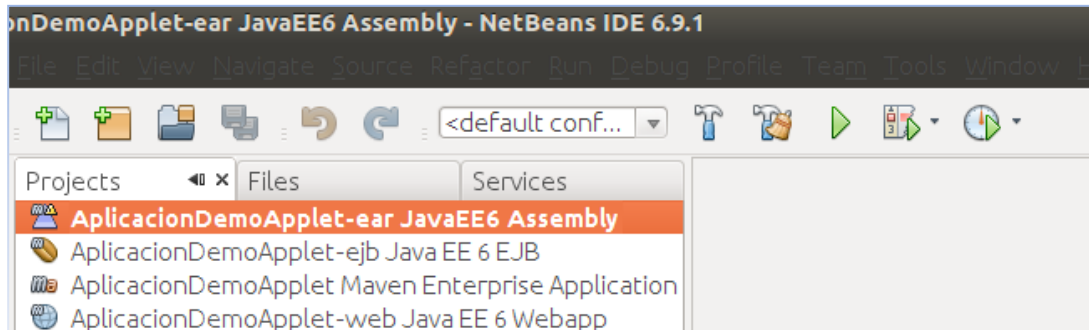 onDemoApplet-ear JavaEE6 Assembly - NetBeans IDE 6.9.1
File Edit View Navigate Source Refactor Run Debug Profile Team Tools Window H
<default conf...
Projects Files Services
AplicacionDemoApplet-ear JavaEE6 Assembly
AplicacionDemoApplet-ejb Java EE 6 EJB
AplicacionDemoApplet Maven Enterprise Application
AplicacionDemoApplet-web Java EE 6 Webapp